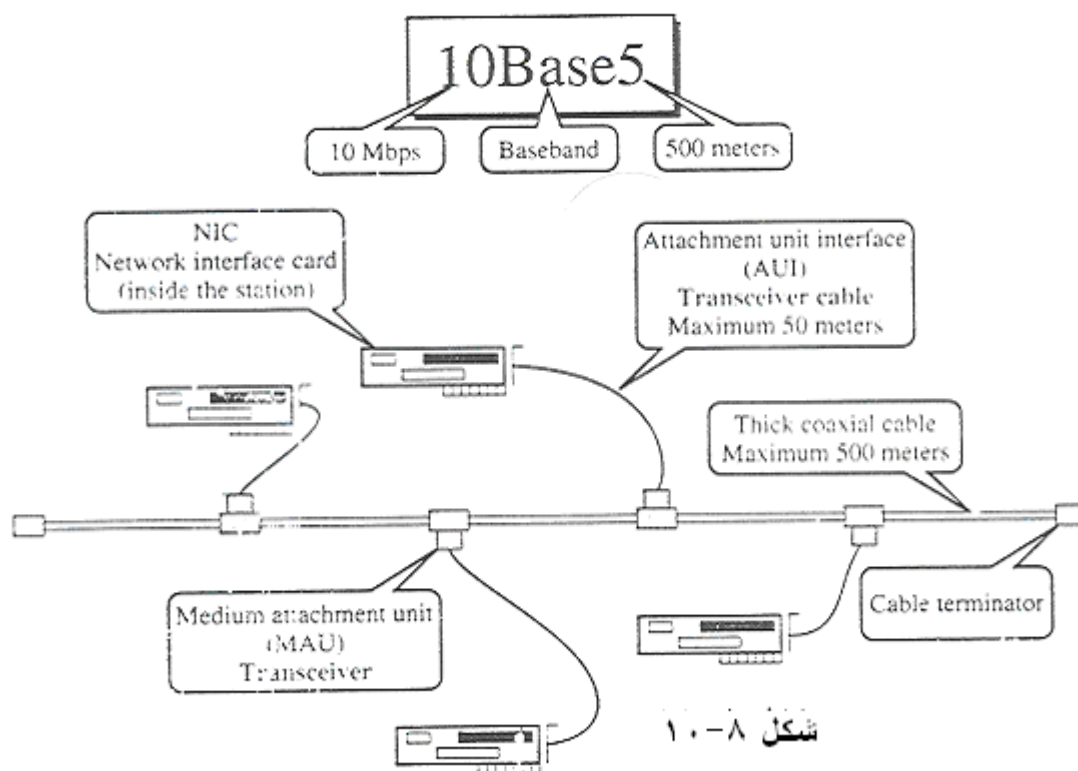 10Base5
10 Mbps
Baseband
500 meters
NIC
Network interface card
(inside the station)
Attachment unit interface
(AUI)
Transceiver cable
Maximum 50 meters
Thick coaxial cable
Maximum 500 meters
Medium attachment unit
(MAU)
Transceiver
Cable terminator
شكل ٨-١٠